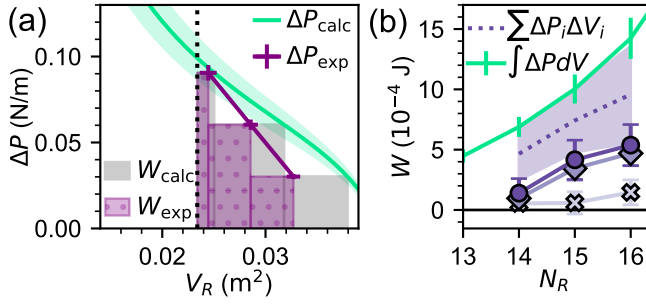 (a)
ΔP_calc
ΔP_exp
W_calc
W_exp
ΔP (N/m)
0.10
0.05
0.00
0.02
0.03
V_R (m²)
(b)
∑ ΔP_iΔV_i
∫ ΔPdV
W (10⁻⁴ J)
15
10
5
0
13
14
15
16
N_R